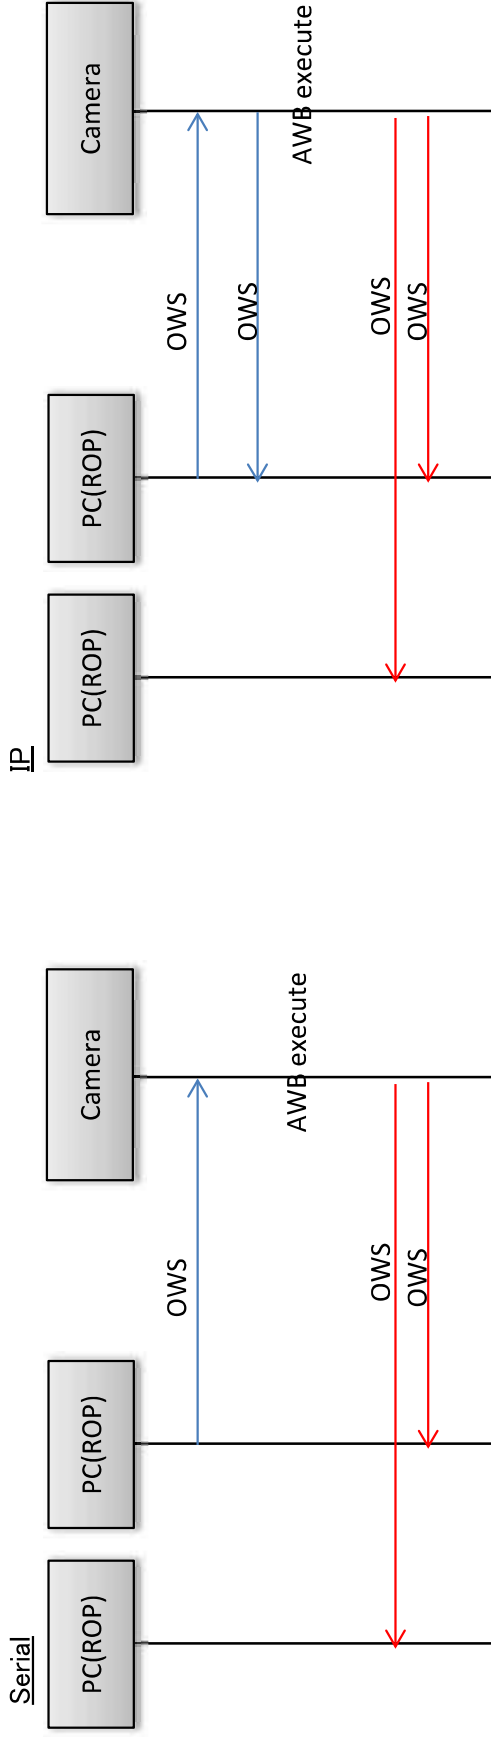 Serial
PC(ROP)
PC(ROP)
Camera
OWS
AWB execute
OWS
OWS
IP
PC(ROP)
PC(ROP)
Camera
OWS
OWS
AWB execute
OWS
OWS